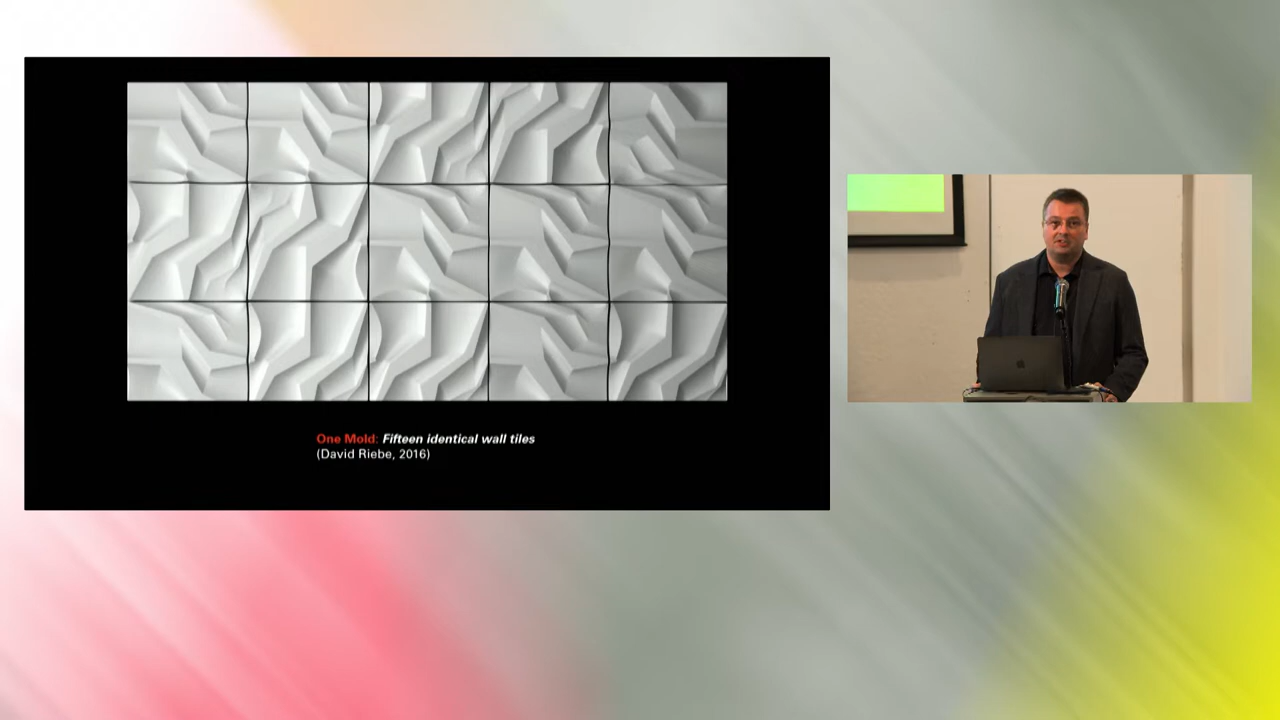 One Mold: Fifteen identical wall tiles
(David Riebe, 2016)